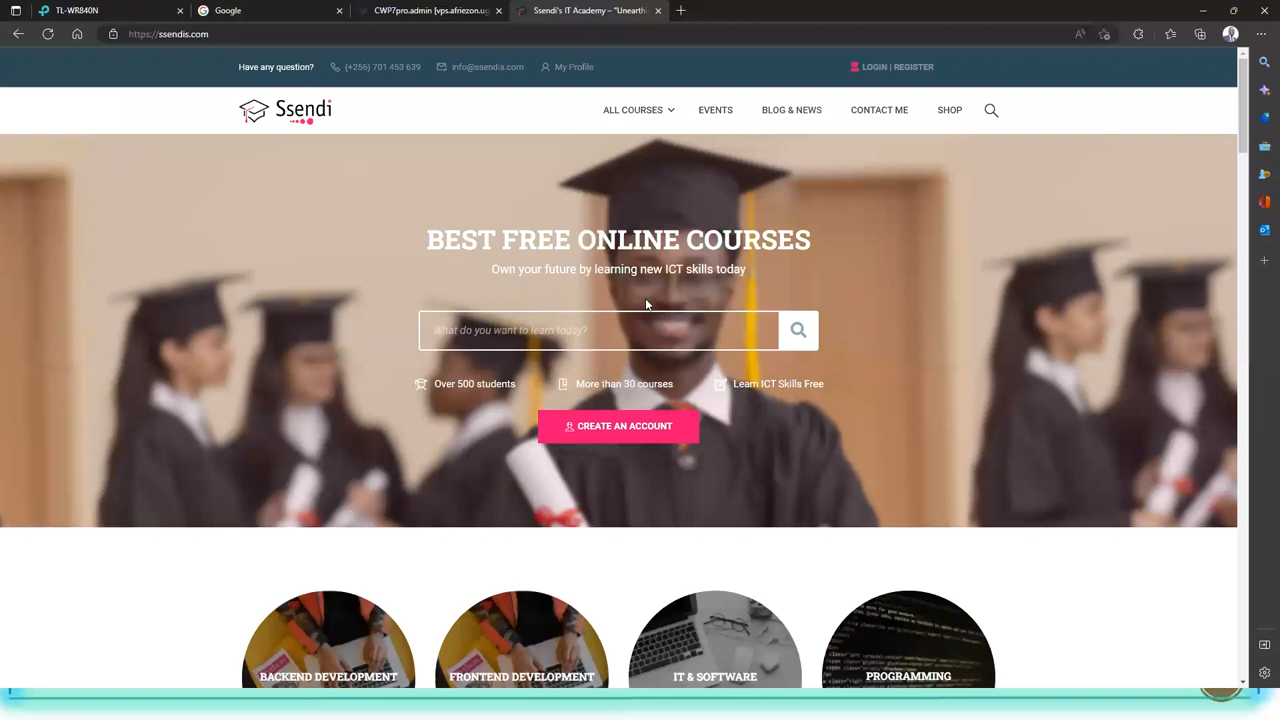 TL-WR840N
Google
CWP7pro.admin [vps.afriezon.ug
Ssendi's IT Academy – "Unearth
https://ssendis.com
Have any question?
(+256) 701 453 639
info@ssendis.com
My Profile
LOGIN | REGISTER
Ssendi
ALL COURSES
EVENTS
BLOG & NEWS
CONTACT ME
SHOP
BEST FREE ONLINE COURSES
Own your future by learning new ICT skills today
What do you want to learn today?
Over 500 students
More than 30 courses
Learn ICT Skills Free
CREATE AN ACCOUNT
BACKEND DEVELOPMENT
FRONTEND DEVELOPMENT
IT & SOFTWARE
PROGRAMMING